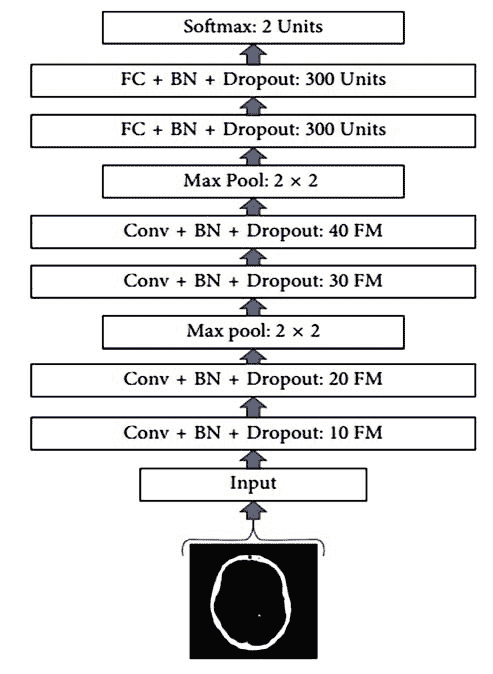 Softmax: 2 Units
FC + BN + Dropout: 300 Units
FC + BN + Dropout: 300 Units
Max Pool: 2 × 2
Conv + BN + Dropout: 40 FM
Conv + BN + Dropout: 30 FM
Max pool: 2 × 2
Conv + BN + Dropout: 20 FM
Conv + BN + Dropout: 10 FM
Input